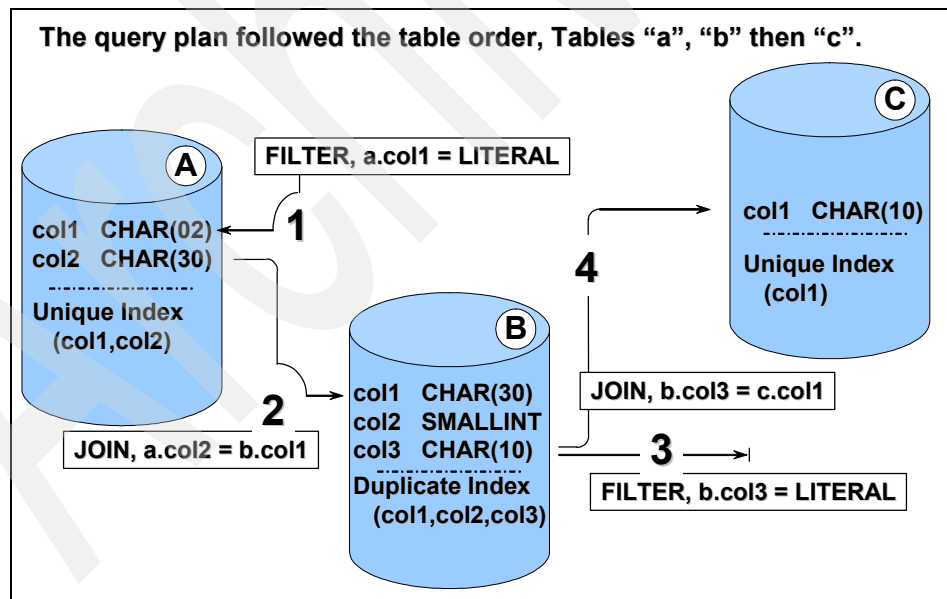 The query plan followed the table order, Tables “a”, “b” then “c”.
A
FILTER, a.col1 = LITERAL
1
col1 CHAR(02)
col2 CHAR(30)
Unique Index
(col1,col2)
2
JOIN, a.col2 = b.col1
B
col1 CHAR(30)
col2 SMALLINT
col3 CHAR(10)
Duplicate Index
(col1,col2,col3)
3
FILTER, b.col3 = LITERAL
4
JOIN, b.col3 = c.col1
C
col1 CHAR(10)
Unique Index
(col1)